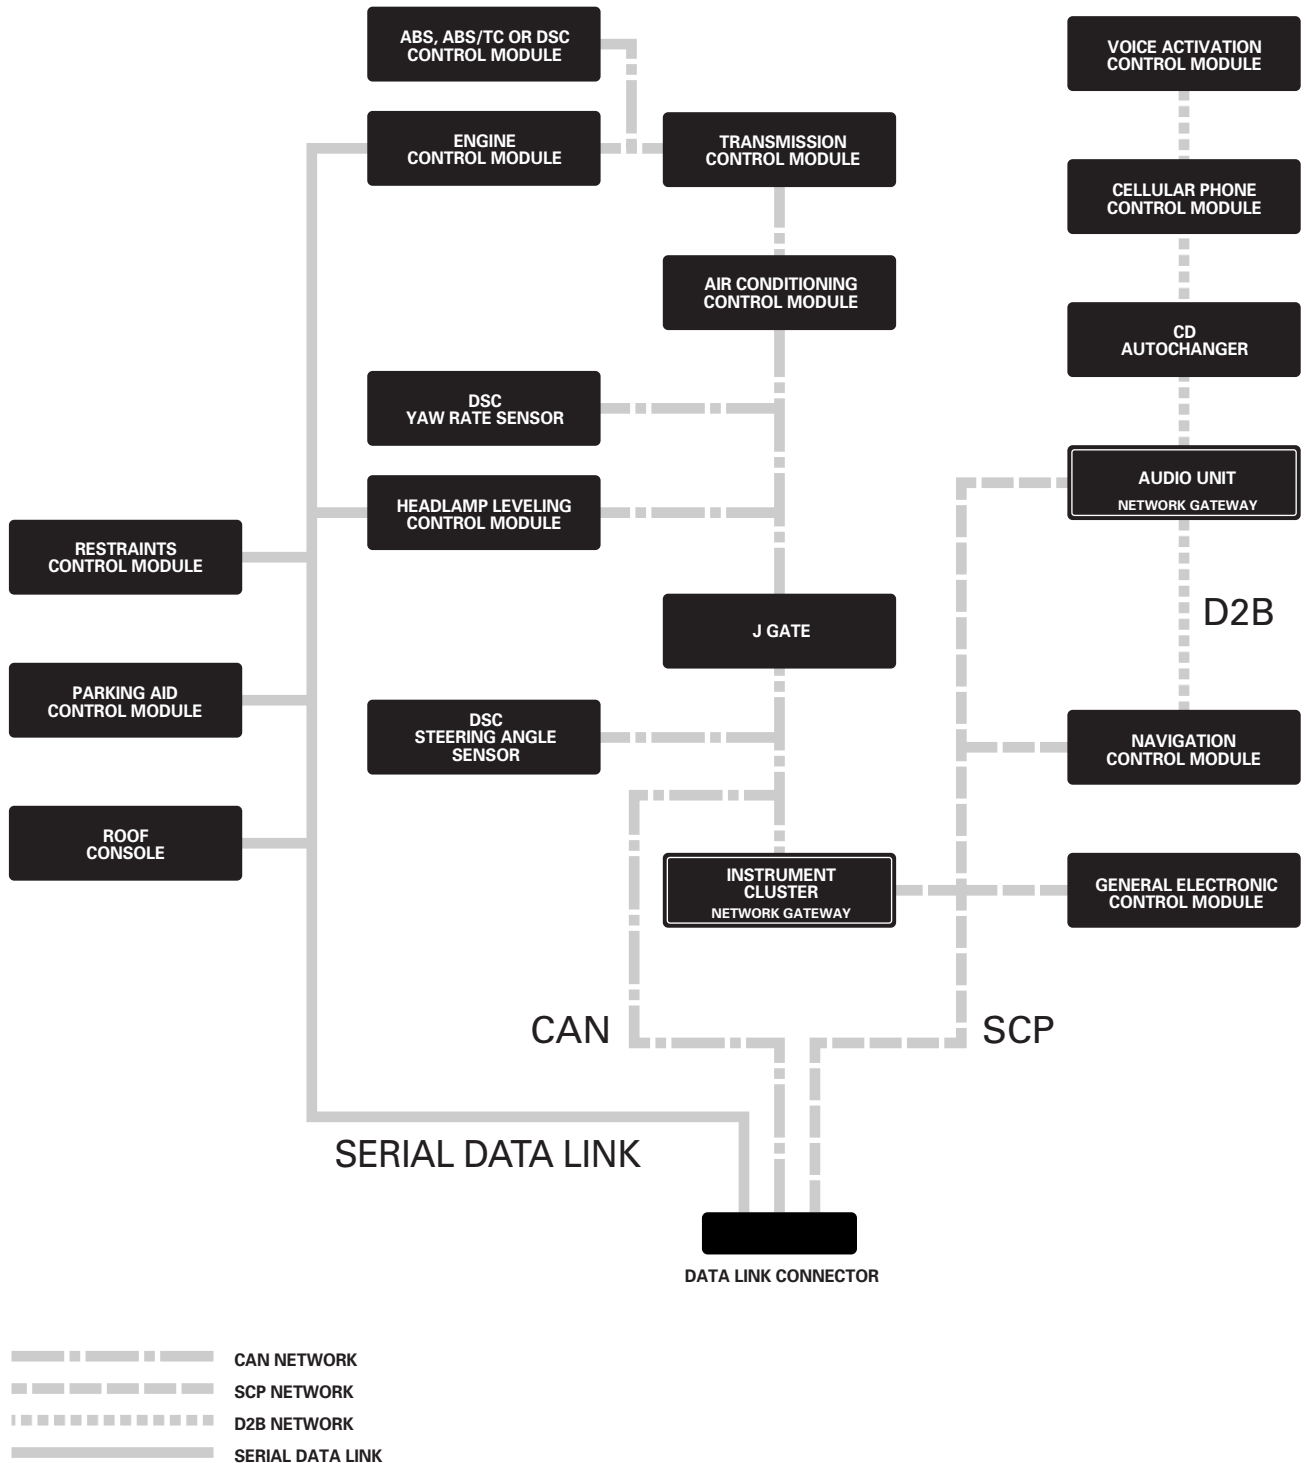 ABS, ABS/TC OR DSC
CONTROL MODULE
VOICE ACTIVATION
CONTROL MODULE
ENGINE
CONTROL MODULE
TRANSMISSION
CONTROL MODULE
CELLULAR PHONE
CONTROL MODULE
AIR CONDITIONING
CONTROL MODULE
CD
AUTOCHANGER
DSC
YAW RATE SENSOR
AUDIO UNIT
NETWORK GATEWAY
HEADLAMP LEVELING
CONTROL MODULE
RESTRAINTS
CONTROL MODULE
D2B
J GATE
PARKING AID
CONTROL MODULE
DSC
STEERING ANGLE
SENSOR
NAVIGATION
CONTROL MODULE
ROOF
CONSOLE
INSTRUMENT
CLUSTER
NETWORK GATEWAY
GENERAL ELECTRONIC
CONTROL MODULE
CAN
SCP
SERIAL DATA LINK
DATA LINK CONNECTOR
CAN NETWORK
SCP NETWORK
D2B NETWORK
SERIAL DATA LINK